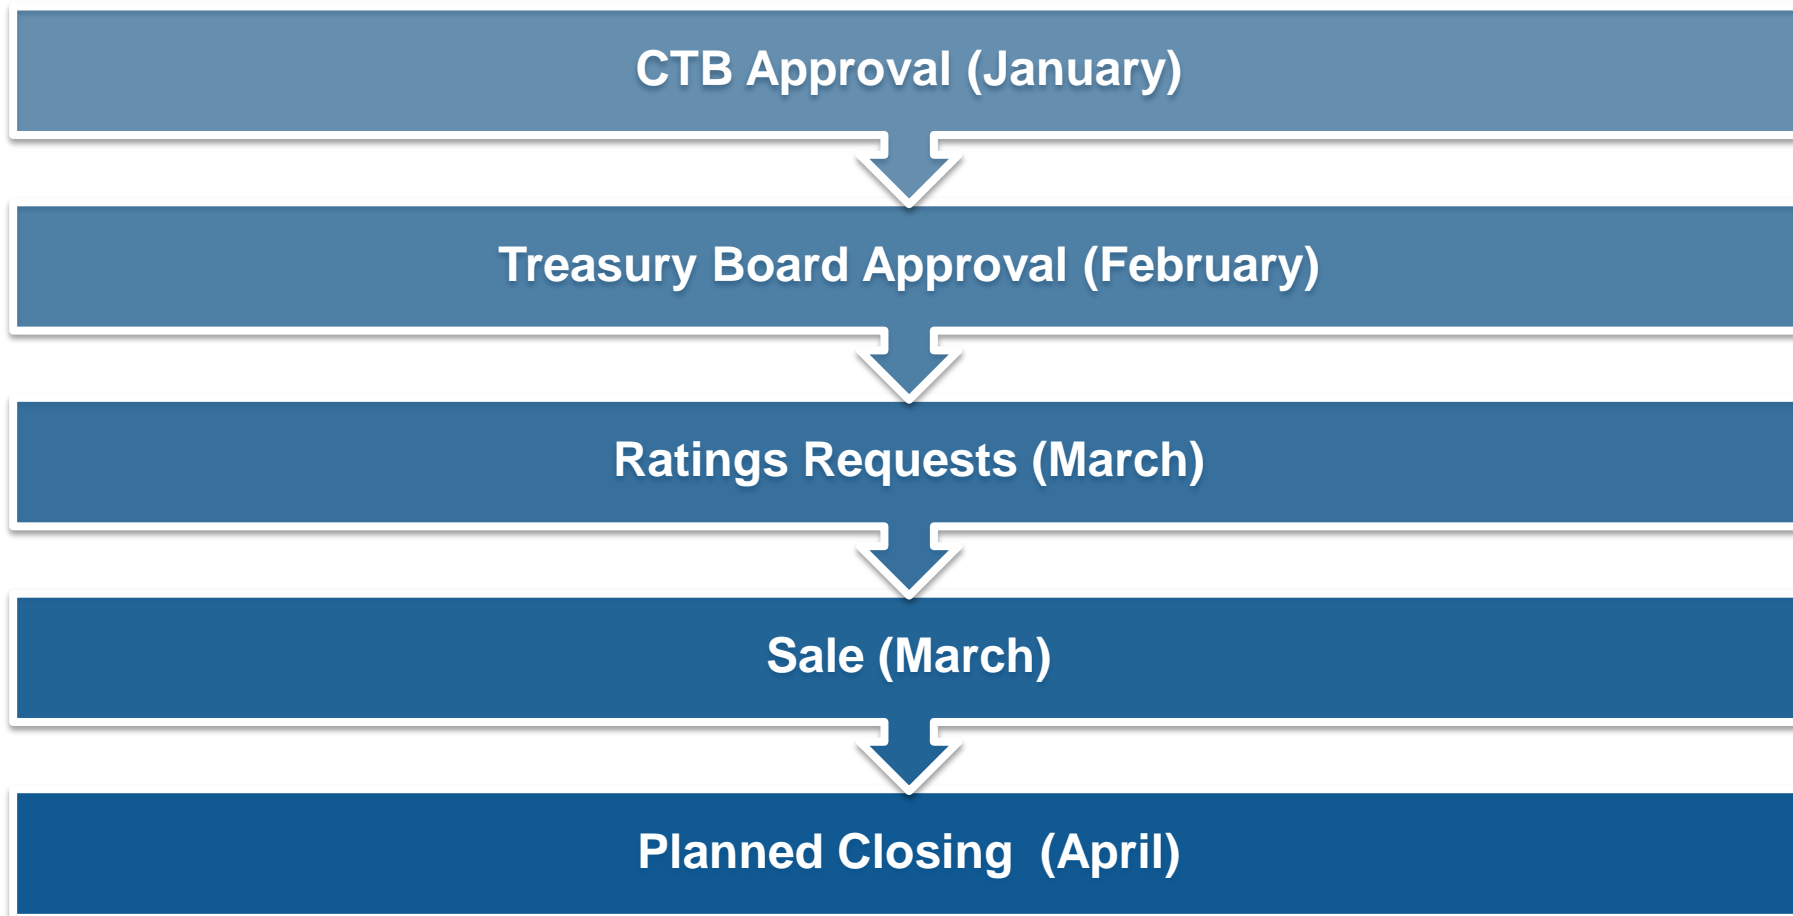 CTB Approval (January)
Treasury Board Approval (February)
Ratings Requests (March)
Sale (March)
Planned Closing  (April)